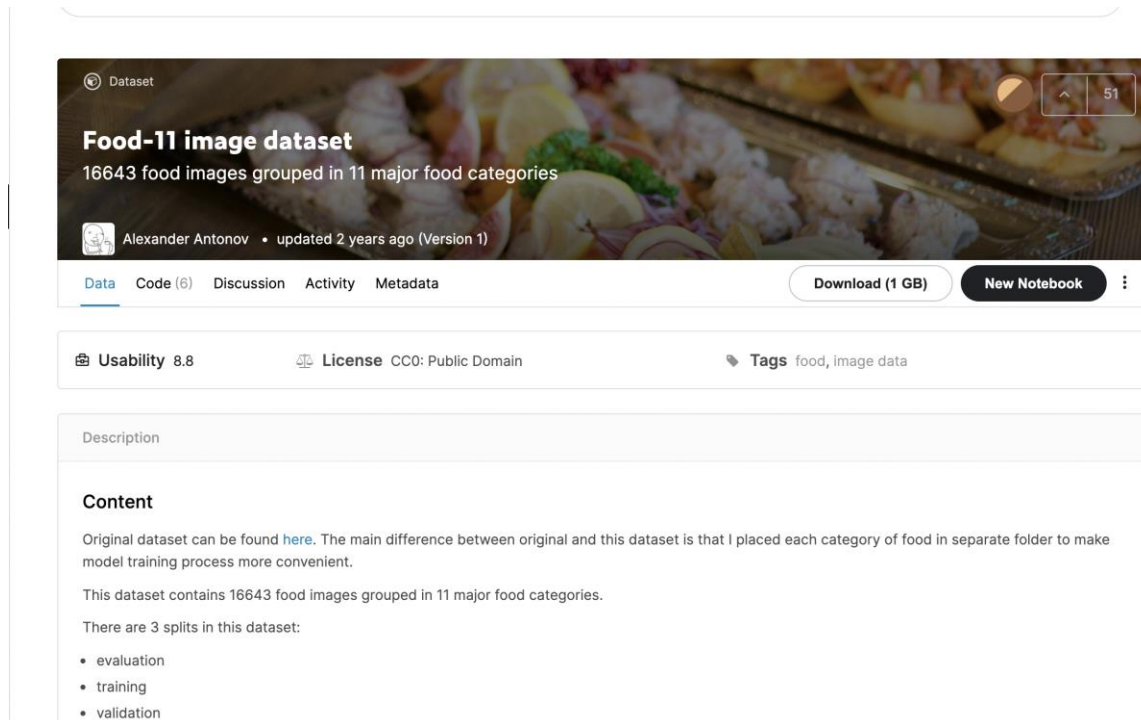 Dataset
51
Food-11 image dataset
16643 food images grouped in 11 major food categories
Alexander Antonov • updated 2 years ago (Version 1)
Data Code (6) Discussion Activity Metadata Download (1 GB) New Notebook
Usability 8.8 License CC0: Public Domain Tags food, image data
Description
Content
Original dataset can be found here. The main difference between original and this dataset is that I placed each category of food in separate folder to make
model training process more convenient.
This dataset contains 16643 food images grouped in 11 major food categories.
There are 3 splits in this dataset:
• evaluation
• training
• validation